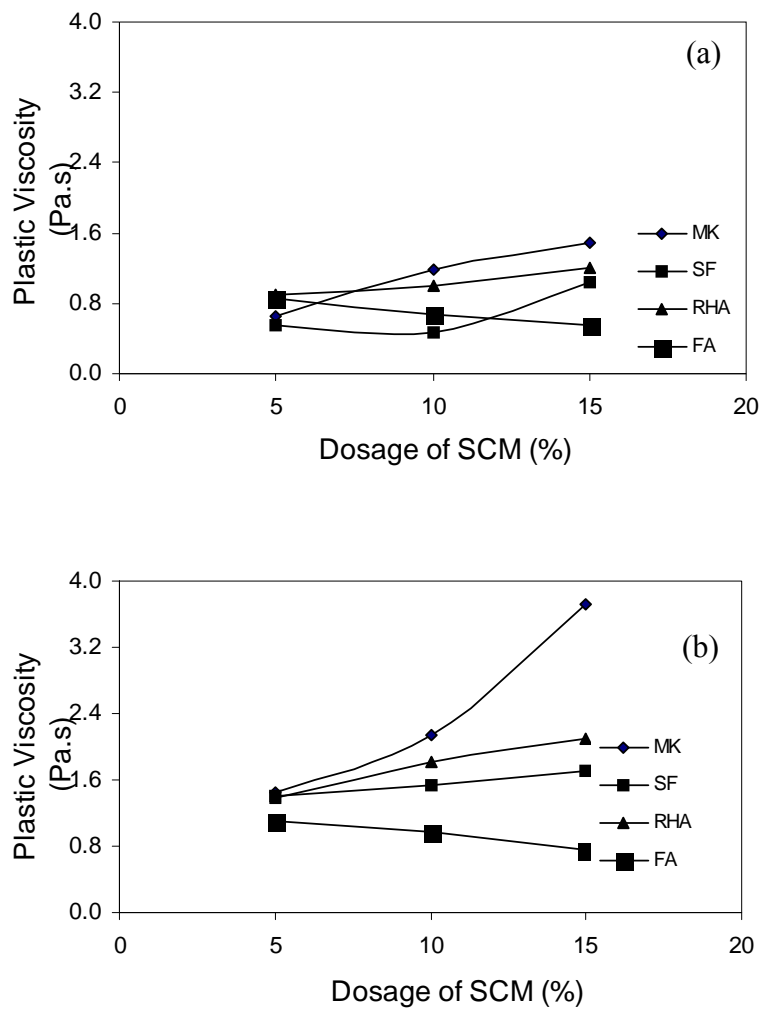 4.0
(a)
3.2
2.4
Plastic Viscosity
(Pa.s)
1.6
MK
SF
0.8
RHA
FA
0.0
0 5 10 15 20
Dosage of SCM (%)
4.0
3.2
(b)
2.4
Plastic Viscosity
(Pa.s)
MK
1.6
SF
RHA
0.8
FA
0.0
0 5 10 15 20
Dosage of SCM (%)